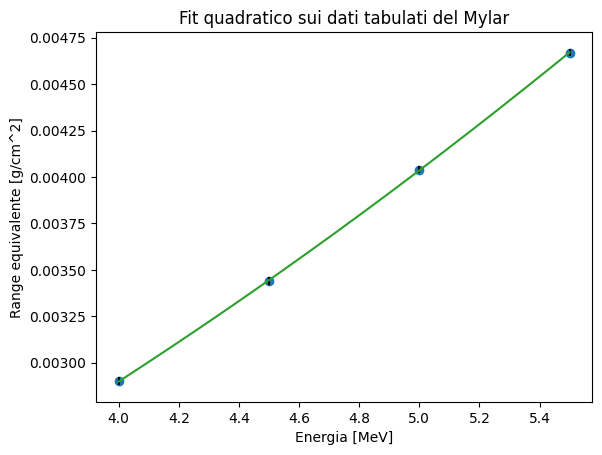 Fit quadratico sui dati tabulati del Mylar
0.00475
0.00450
0.00425
0.00400
0.00375
0.00350
0.00325
0.00300
Range equivalente [g/cm^2]
4.0 4.2 4.4 4.6 4.8 5.0 5.2 5.4
Energia [MeV]